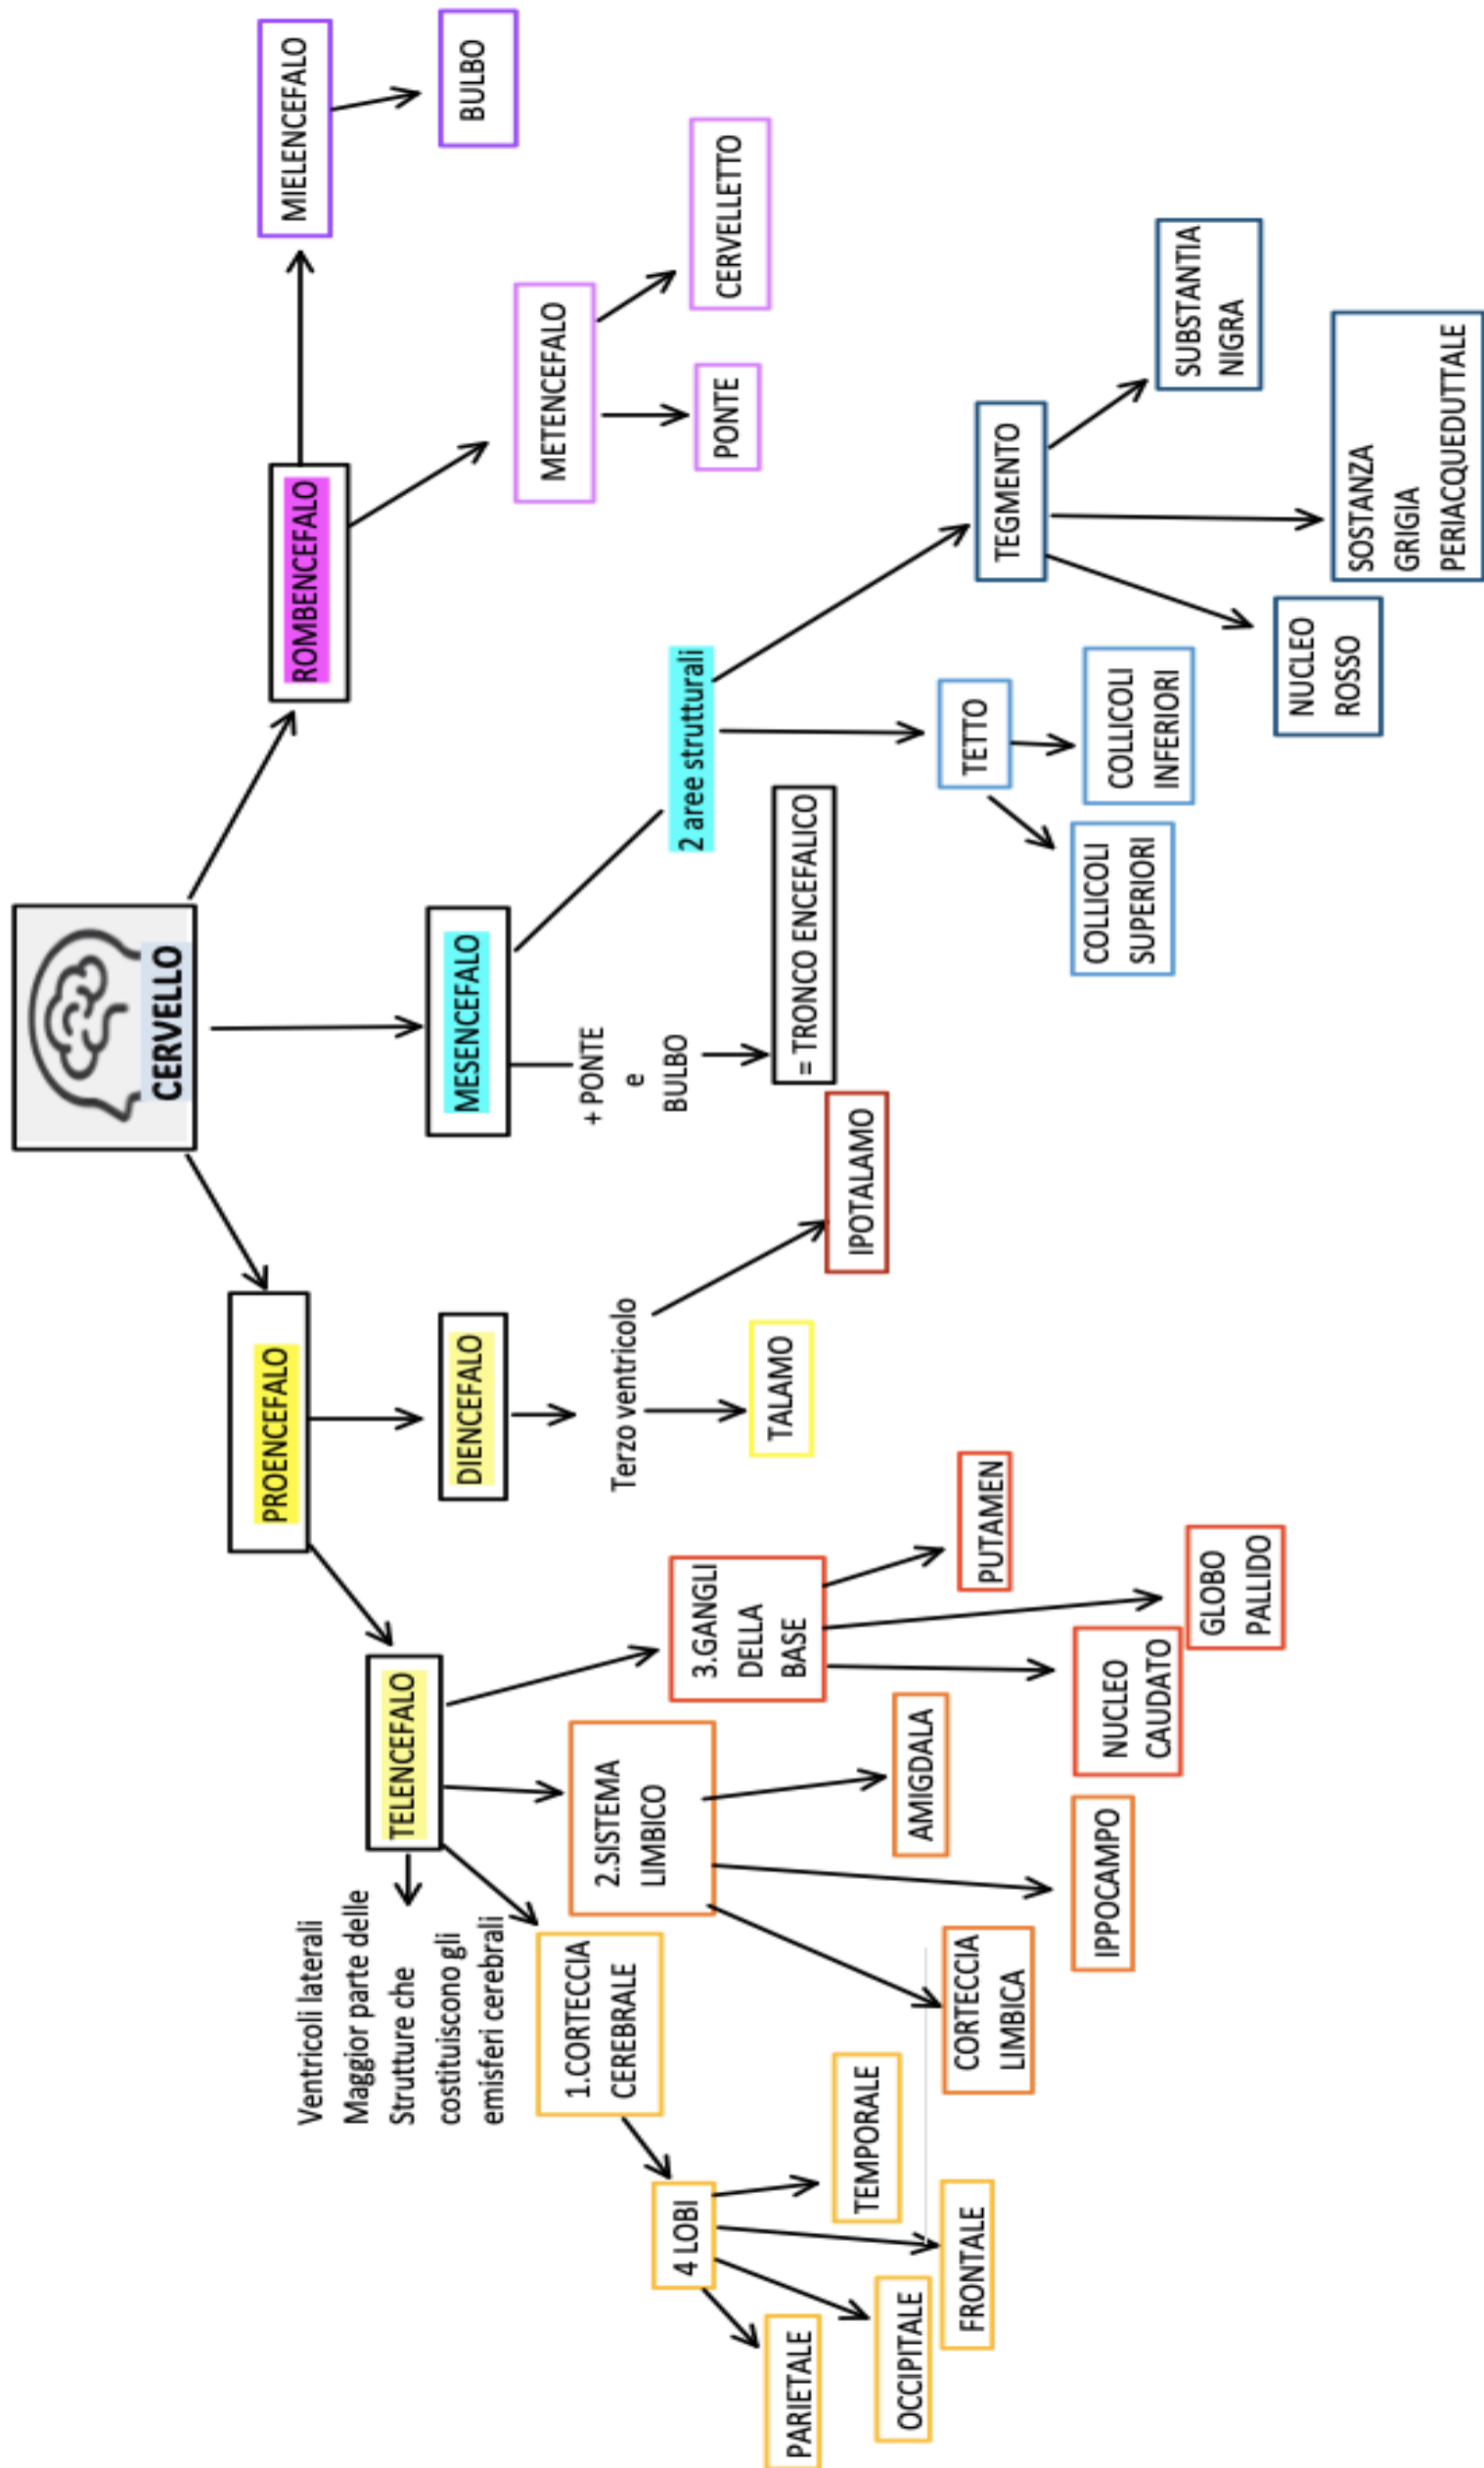 CERVELLO
PROENCEFALO
MESENCEFALO
ROMBENCEFALO
MIELENCEFALO
BULBO
METENCEFALO
PONTE
CERVELLETTO
TELENCEFALO
Ventricoli laterali
Maggior parte delle
Strutture che
costituiscono gli
emisferi cerebrali
DIENCEFALO
Terzo ventricolo
TALAMO
IPOTALAMO
+ PONTE
e
BULBO
= TRONCO ENCEFALICO
2 aree strutturali
TETTO
COLLICOLI
SUPERIORI
COLLICOLI
INFERIORI
TEGMENTO
NUCLEO
ROSSO
SOSTANZA
GRIGIA
PERIACQUEDUTTALE
SUBSTANTIA
NIGRA
1.CORTECCIA
CEREBRALE
4 LOBI
PARIETALE
OCCIPITALE
FRONTALE
TEMPORALE
2.SISTEMA
LIMBICO
CORTECCIA
LIMBICA
IPPOCAMPO
AMIGDALA
3.GANGLI
DELLA
BASE
NUCLEO
CAUDATO
GLOBO
PALLIDO
PUTAMEN